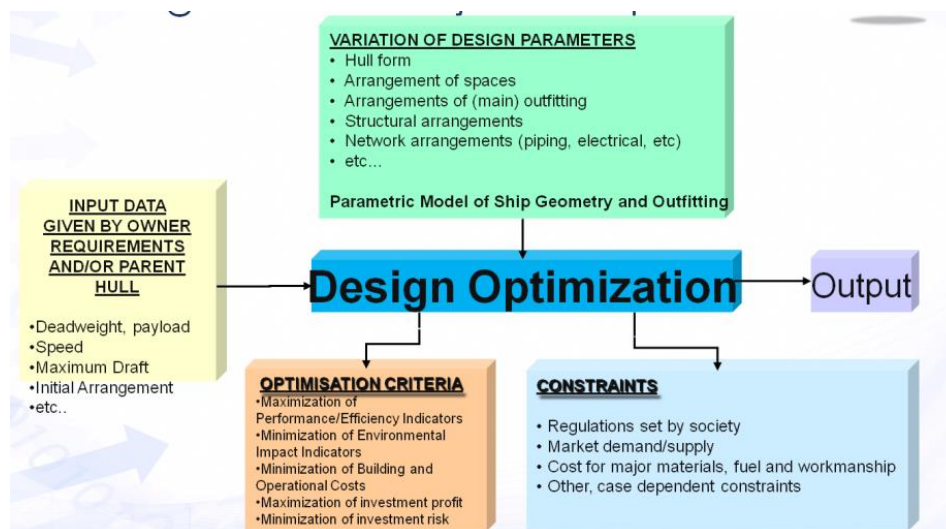 VARIATION OF DESIGN PARAMETERS
• Hull form
• Arrangement of spaces
• Arrangements of (main) outfitting
• Structural arrangements
• Network arrangements (piping, electrical, etc)
• etc...
Parametric Model of Ship Geometry and Outfitting
INPUT DATA
GIVEN BY OWNER
REQUIREMENTS
AND/OR PARENT
HULL
•Deadweight, payload
•Speed
•Maximum Draft
•Initial Arrangement
•etc..
Design Optimization
Output
OPTIMISATION CRITERIA
•Maximization of
Performance/Efficiency Indicators
•Minimization of Environmental
Impact Indicators
•Minimization of Building and
Operational Costs
•Maximization of investment profit
•Minimization of investment risk
CONSTRAINTS
• Regulations set by society
• Market demand/supply
• Cost for major materials, fuel and workmanship
• Other, case dependent constraints